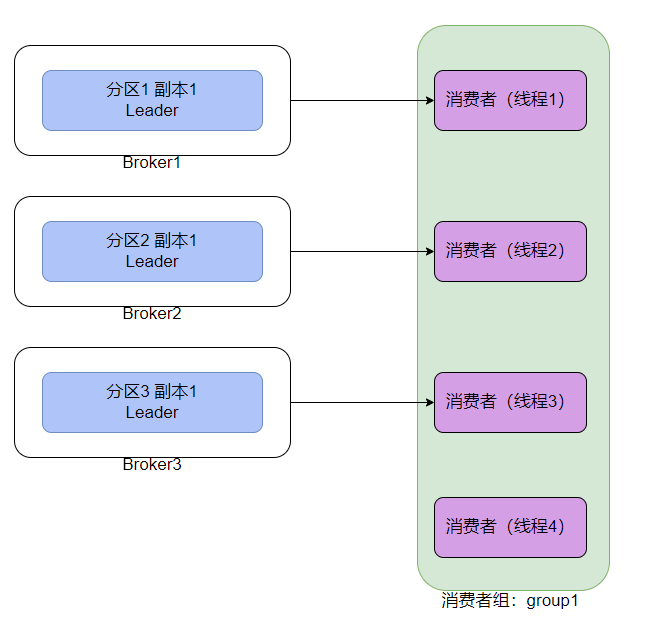 分区1 副本1
Leader
Broker1
消费者（线程1）
分区2 副本1
Leader
Broker2
消费者（线程2）
分区3 副本1
Leader
Broker3
消费者（线程3）
消费者（线程4）
消费者组：group1